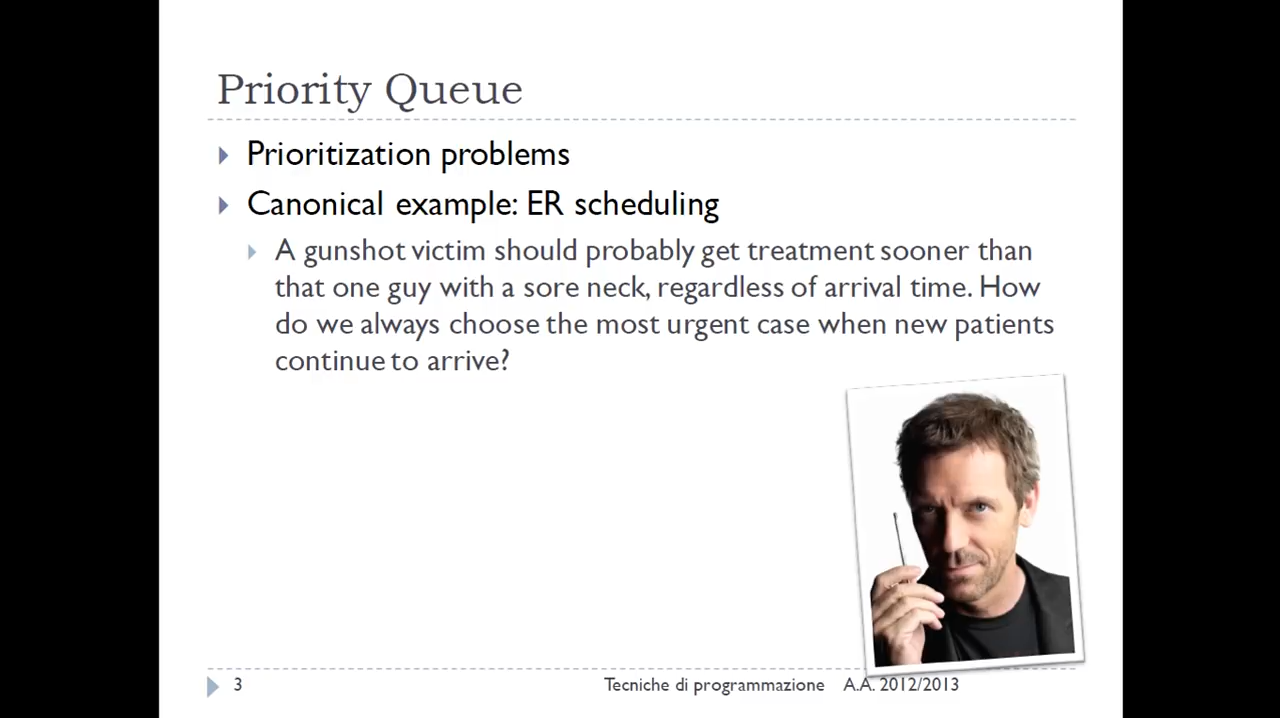 Priority Queue
Prioritization problems
Canonical example: ER scheduling
A gunshot victim should probably get treatment sooner than
that one guy with a sore neck, regardless of arrival time. How
do we always choose the most urgent case when new patients
continue to arrive?
3 Tecniche di programmazione A.A. 2012/2013